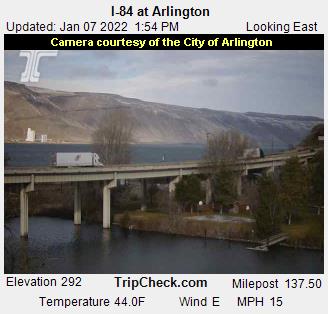 I-84 at Arlington
Updated: Jan 07 2022 1:54 PM Looking East
Camera courtesy of the City of Arlington
Elevation 292 TripCheck.com Milepost 137.50
Temperature 44.0F Wind E MPH 15